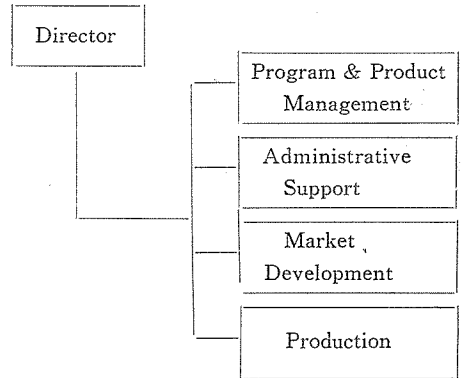 Director
Program & Product
Management
Administrative
Support
Market
Development
Production